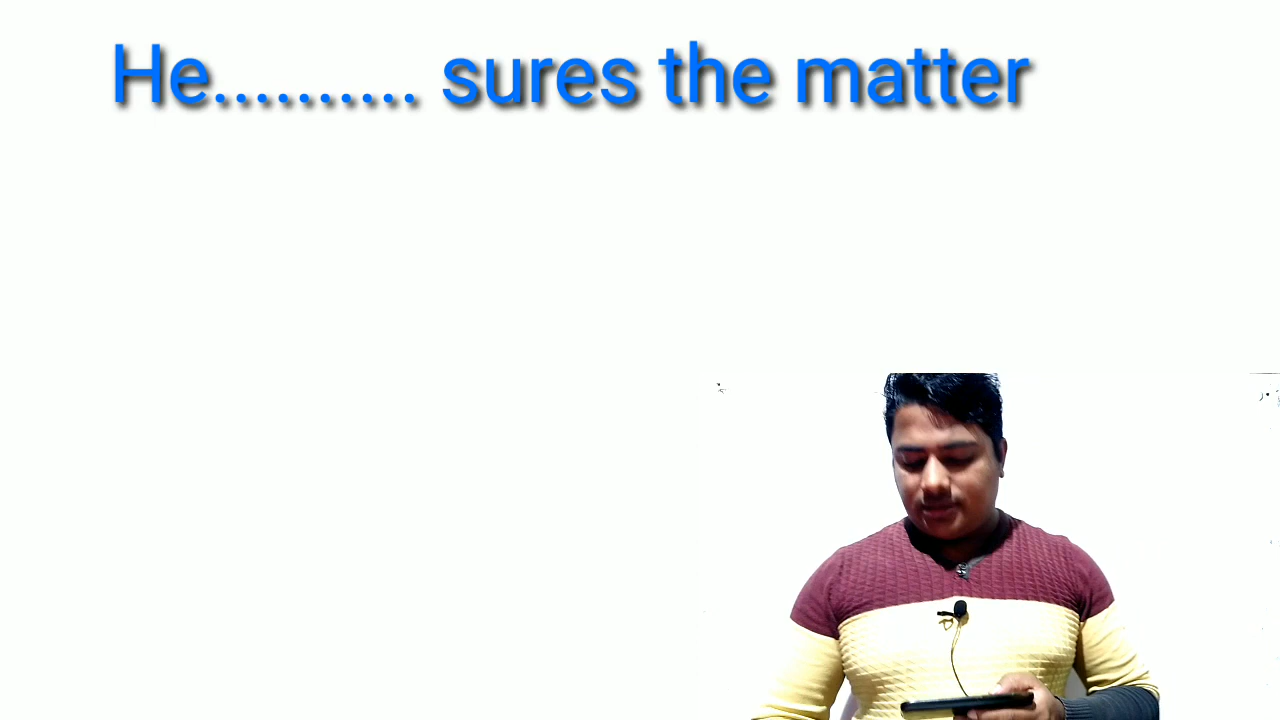 He.......... sures the matter